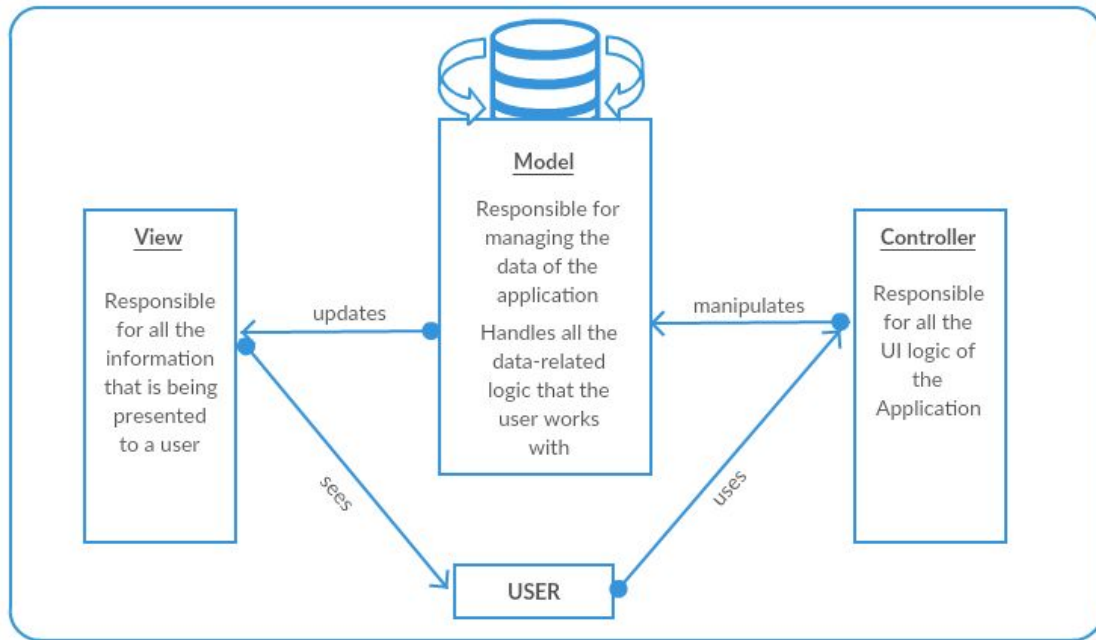 Model
Responsible for
managing the
data of the
application
Handles all the
data-related
logic that the
user works
with
View
Responsible
for all the
information
that is being
presented
to a user
Controller
Responsible
for all the
UI logic of
the
Application
updates
manipulates
sees
uses
USER